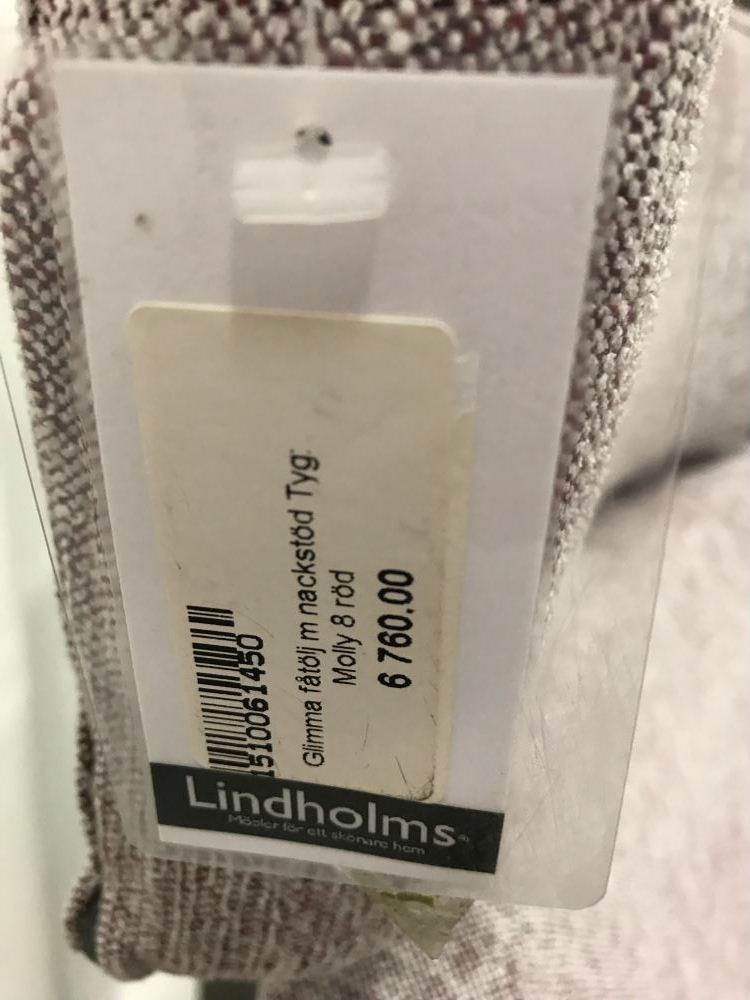 1510061450
Glimma fåtölj m nackstöd Tyg
Molly 8 röd
6 760.00
Lindholms
Möbler för ett skönare hem